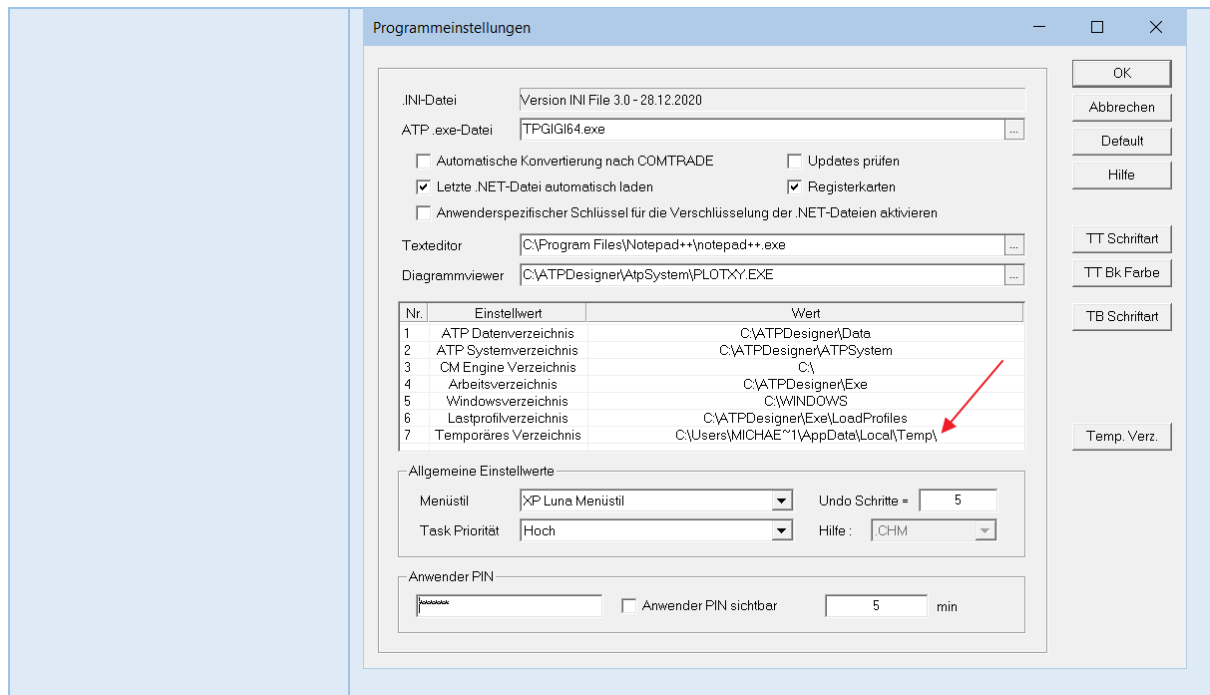 Programmeinstellungen
OK
.INI-Datei Version INI File 3.0 - 28.12.2020
Abbrechen
ATP .exe-Datei TPGIGI64.exe ...
Default
Automatische Konvertierung nach COMTRADE Updates prüfen
Letzte .NET-Datei automatisch laden Registerkarten
Hilfe
Anwenderspezifischer Schlüssel für die Verschlüsselung der .NET-Dateien aktivieren
Texteditor C:\Program Files\Notepad++\notepad++.exe ...
TT Schriftart
Diagrammviewer C:\ATPDesigner\AtpSystem\PLOTXY.EXE ...
TT Bk Farbe
Nr. Einstellwert Wert
TB Schriftart
1 ATP Datenverzeichnis C:\ATPDesigner\Data
2 ATP Systemverzeichnis C:\ATPDesigner\ATPSystem
3 CM Engine Verzeichnis C:\
4 Arbeitsverzeichnis C:\ATPDesigner\Exe
5 Windowsverzeichnis C:\WINDOWS
6 Lastprofilverzeichnis C:\ATPDesigner\Exe\LoadProfiles
7 Temporäres Verzeichnis C:\Users\MICHAE~1\AppData\Local\Temp\
Temp. Verz.
Allgemeine Einstellwerte
Menüstil XP Luna Menüstil Undo Schritte = 5
Task Priorität Hoch Hilfe : .CHM
Anwender PIN
****** Anwender PIN sichtbar 5 min